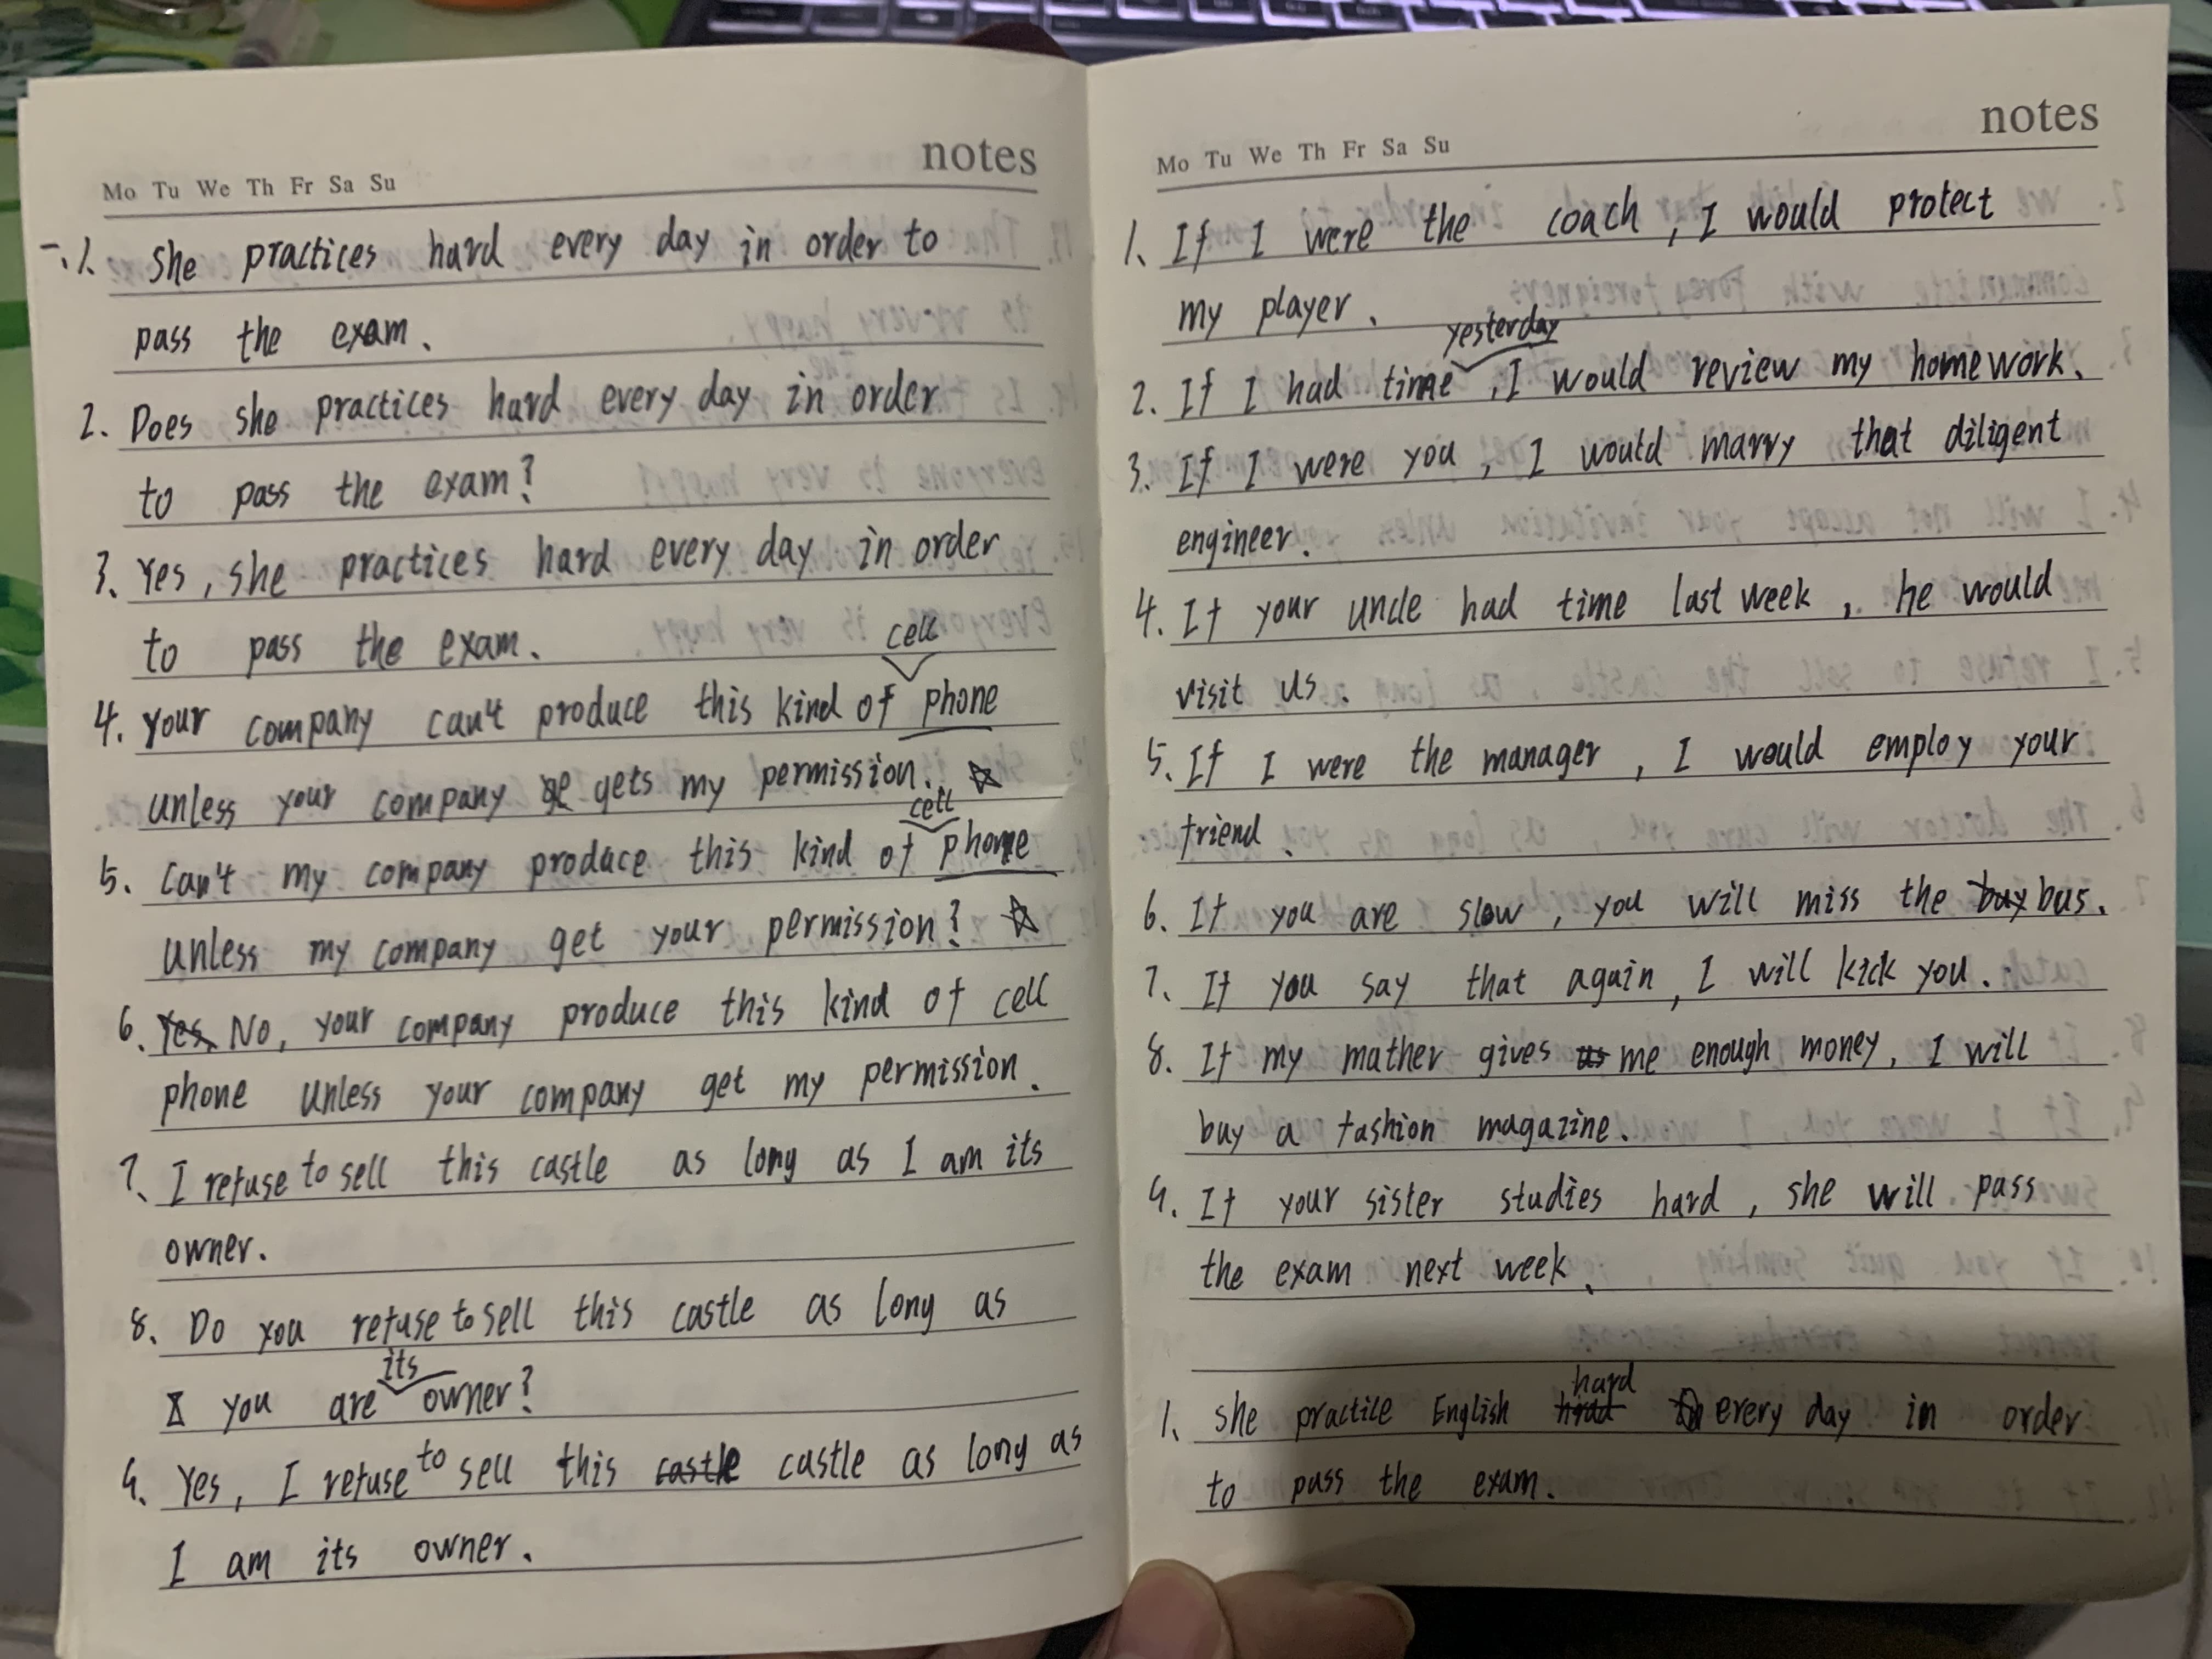 notes
Mo Tu We Th Fr Sa Su
一.1. She practices hard every day in order to
pass the exam.
2. Does she practices hard every day in order
to pass the exam?
3. Yes, she practices hard every day in order
to pass the exam.
cell
4. Your company can't produce this kind of phone
unless your company gets my permission. ☆
cell
5. Can't my company produce this kind of phone
unless my company get your permission? ☆
6. Yes No, your company produce this kind of cell
phone unless your company get my permission.
7. I refuse to sell this castle as long as I am its
owner.
8. Do you refuse to sell this castle as long as
its
you are owner?
9. Yes, I refuse to sell this castle castle as long as
I am its owner.
notes
Mo Tu We Th Fr Sa Su
1. If I were the coach, I would protect
my player.
yesterday
2. If I had time, I would review my homework.
3. If I were you, I would marry that diligent
engineer.
4. If your uncle had time last week, he would
visit us.
5. If I were the manager, I would employ your
friend.
6. If you are slow, you will miss the buy bus.
7. If you say that again, I will kick you.
8. If my mather gives us me enough money, I will
buy a fashion magazine.
9. If your sister studies hard, she will pass
the exam next week.
hard
1. she practice English every day in order
to pass the exam.